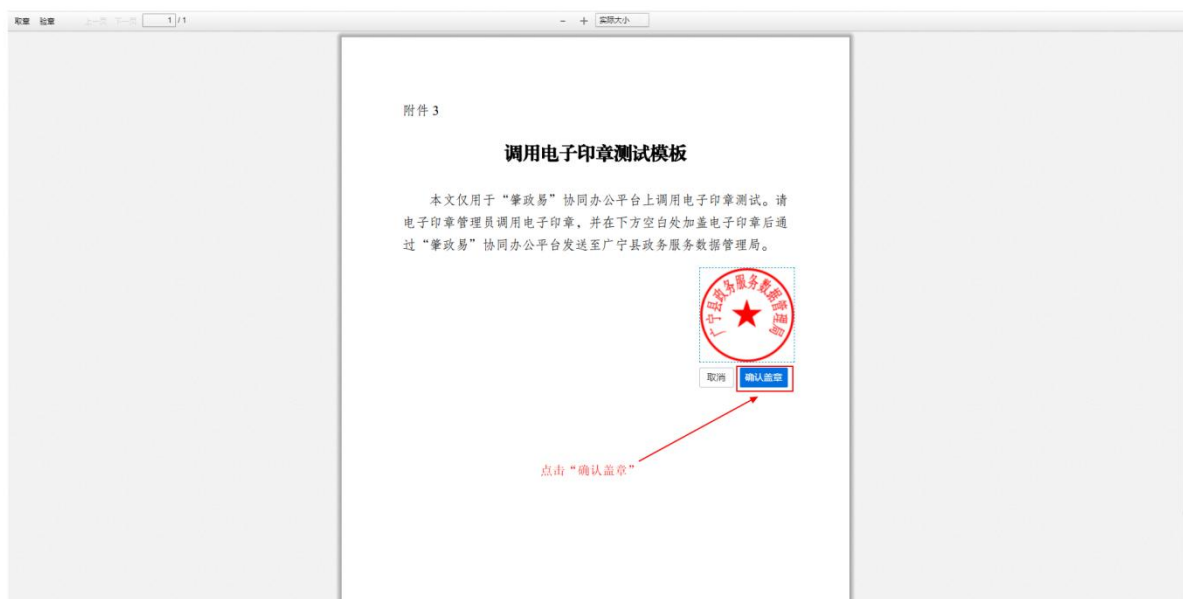 取章 验章 上一页 下一页 1 / 1 - + 实际大小
附件 3
调用电子印章测试模板
本文仅用于“肇政易”协同办公平台上调用电子印章测试。请
电子印章管理员调用电子印章，并在下方空白处加盖电子印章后通
过“肇政易”协同办公平台发送至广宁县政务服务数据管理局。
广宁县政务服务数据管理局
取消 确认盖章
点击“确认盖章”